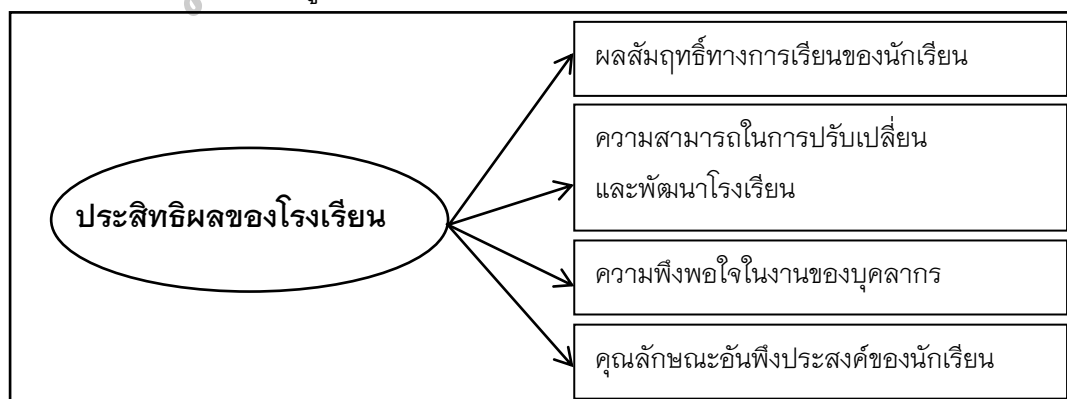 ผลสัมฤทธิ์ทางการเรียนของนักเรียน
ความสามารถในการปรับเปลี่ยน
และพัฒนาโรงเรียน
ประสิทธิผลของโรงเรียน
ความพึงพอใจในงานของบุคลากร
คุณลักษณะอันพึงประสงค์ของนักเรียน